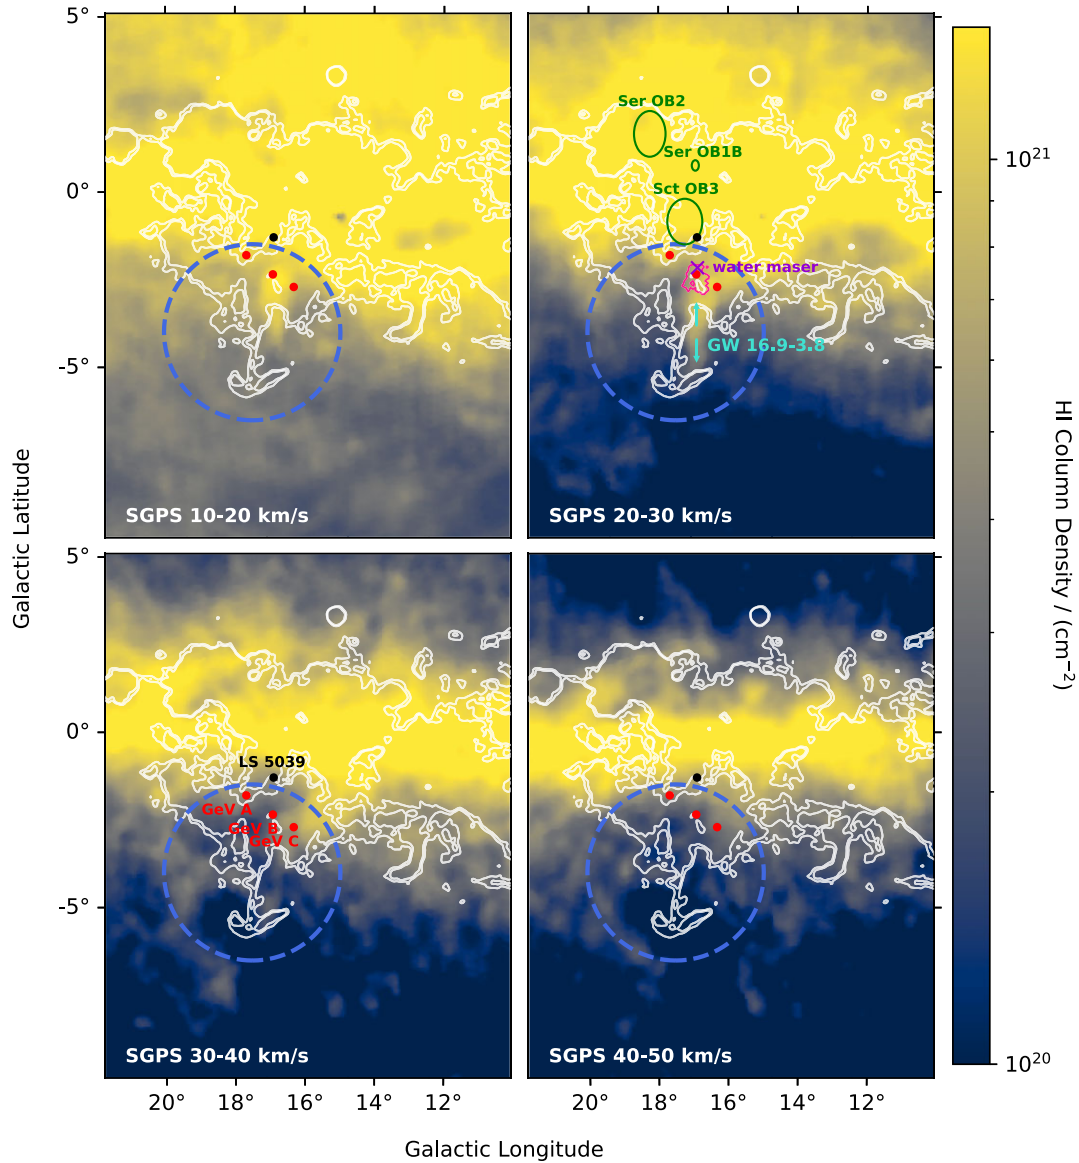 5°
0°
-5°
SGPS 10-20 km/s
Ser OB2
Ser OB1B
Sct OB3
water maser
GW 16.9-3.8
SGPS 20-30 km/s
5°
0°
-5°
LS 5039
GeV A
GeV B
GeV C
SGPS 30-40 km/s
SGPS 40-50 km/s
20°
18°
16°
14°
12°
20°
18°
16°
14°
12°
Galactic Longitude
Galactic Latitude
10²¹
10²⁰
HI Column Density / (cm⁻²)